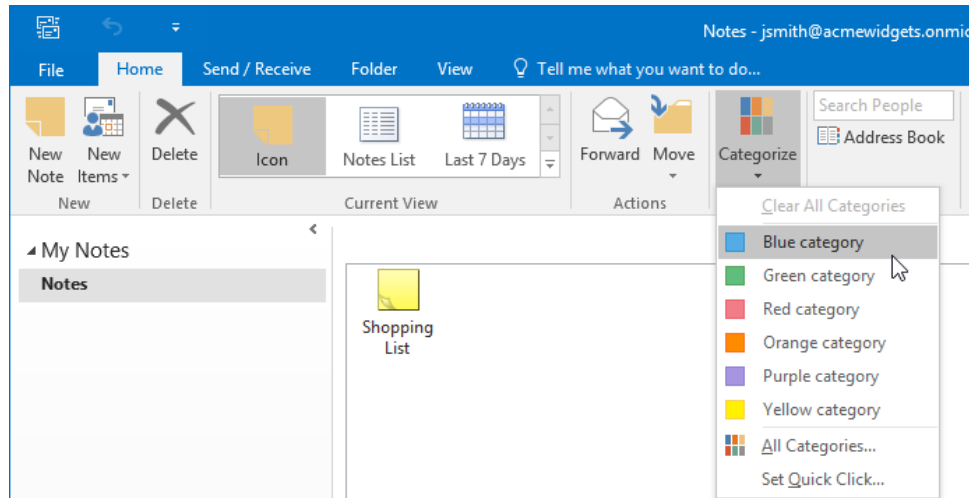 Notes - jsmith@acmewidgets.onmic
File Home Send / Receive Folder View Tell me what you want to do...
New Note
New Items
Delete
Icon
Notes List
Last 7 Days
Forward
Move
Categorize
Search People
Address Book
New
Delete
Current View
Actions
Clear All Categories
Blue category
Green category
Red category
Orange category
Purple category
Yellow category
All Categories...
Set Quick Click...
My Notes
Notes
Shopping
List